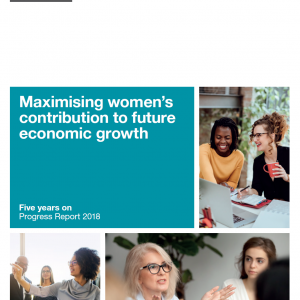 Maximising women's
contribution to future
economic growth
Five years on
Progress Report 2018